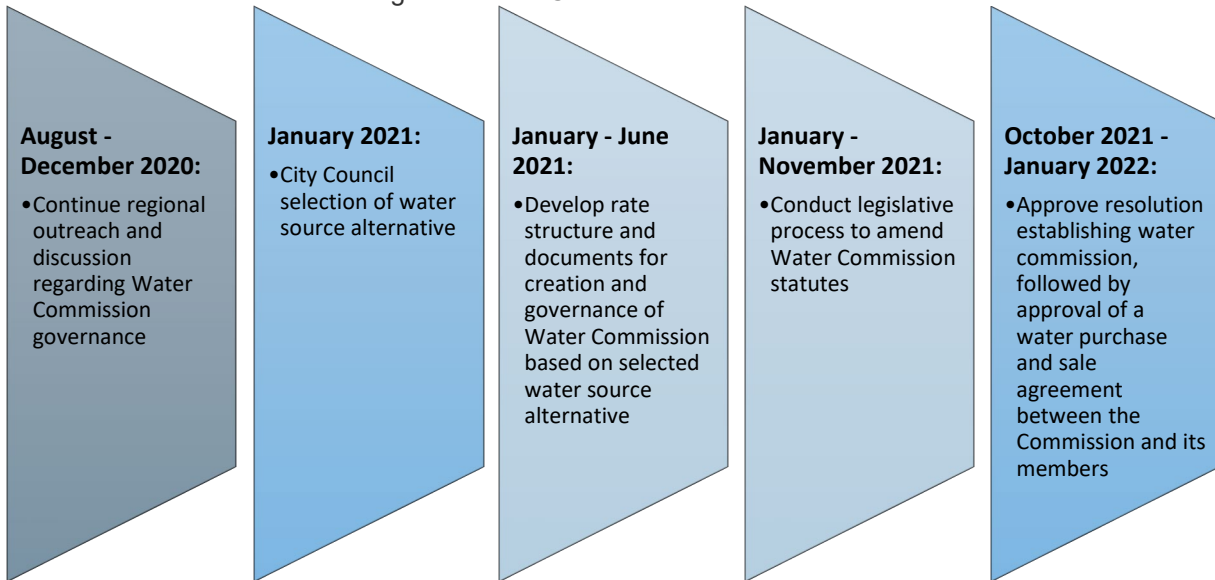 August -
December 2020:
•Continue regional
outreach and
discussion
regarding Water
Commission
governance
January 2021:
•City Council
selection of water
source alternative
January - June
2021:
•Develop rate
structure and
documents for
creation and
governance of
Water Commission
based on selected
water source
alternative
January -
November 2021:
•Conduct legislative
process to amend
Water Commission
statutes
October 2021 -
January 2022:
•Approve resolution
establishing water
commission,
followed by
approval of a
water purchase
and sale
agreement
between the
Commission and its
members